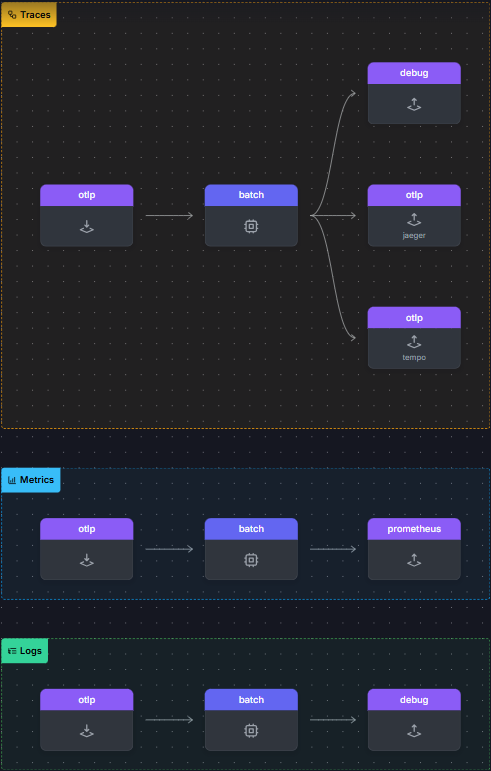 Traces
debug
otlp
batch
otlp
jaeger
otlp
tempo
Metrics
otlp
batch
prometheus
Logs
otlp
batch
debug